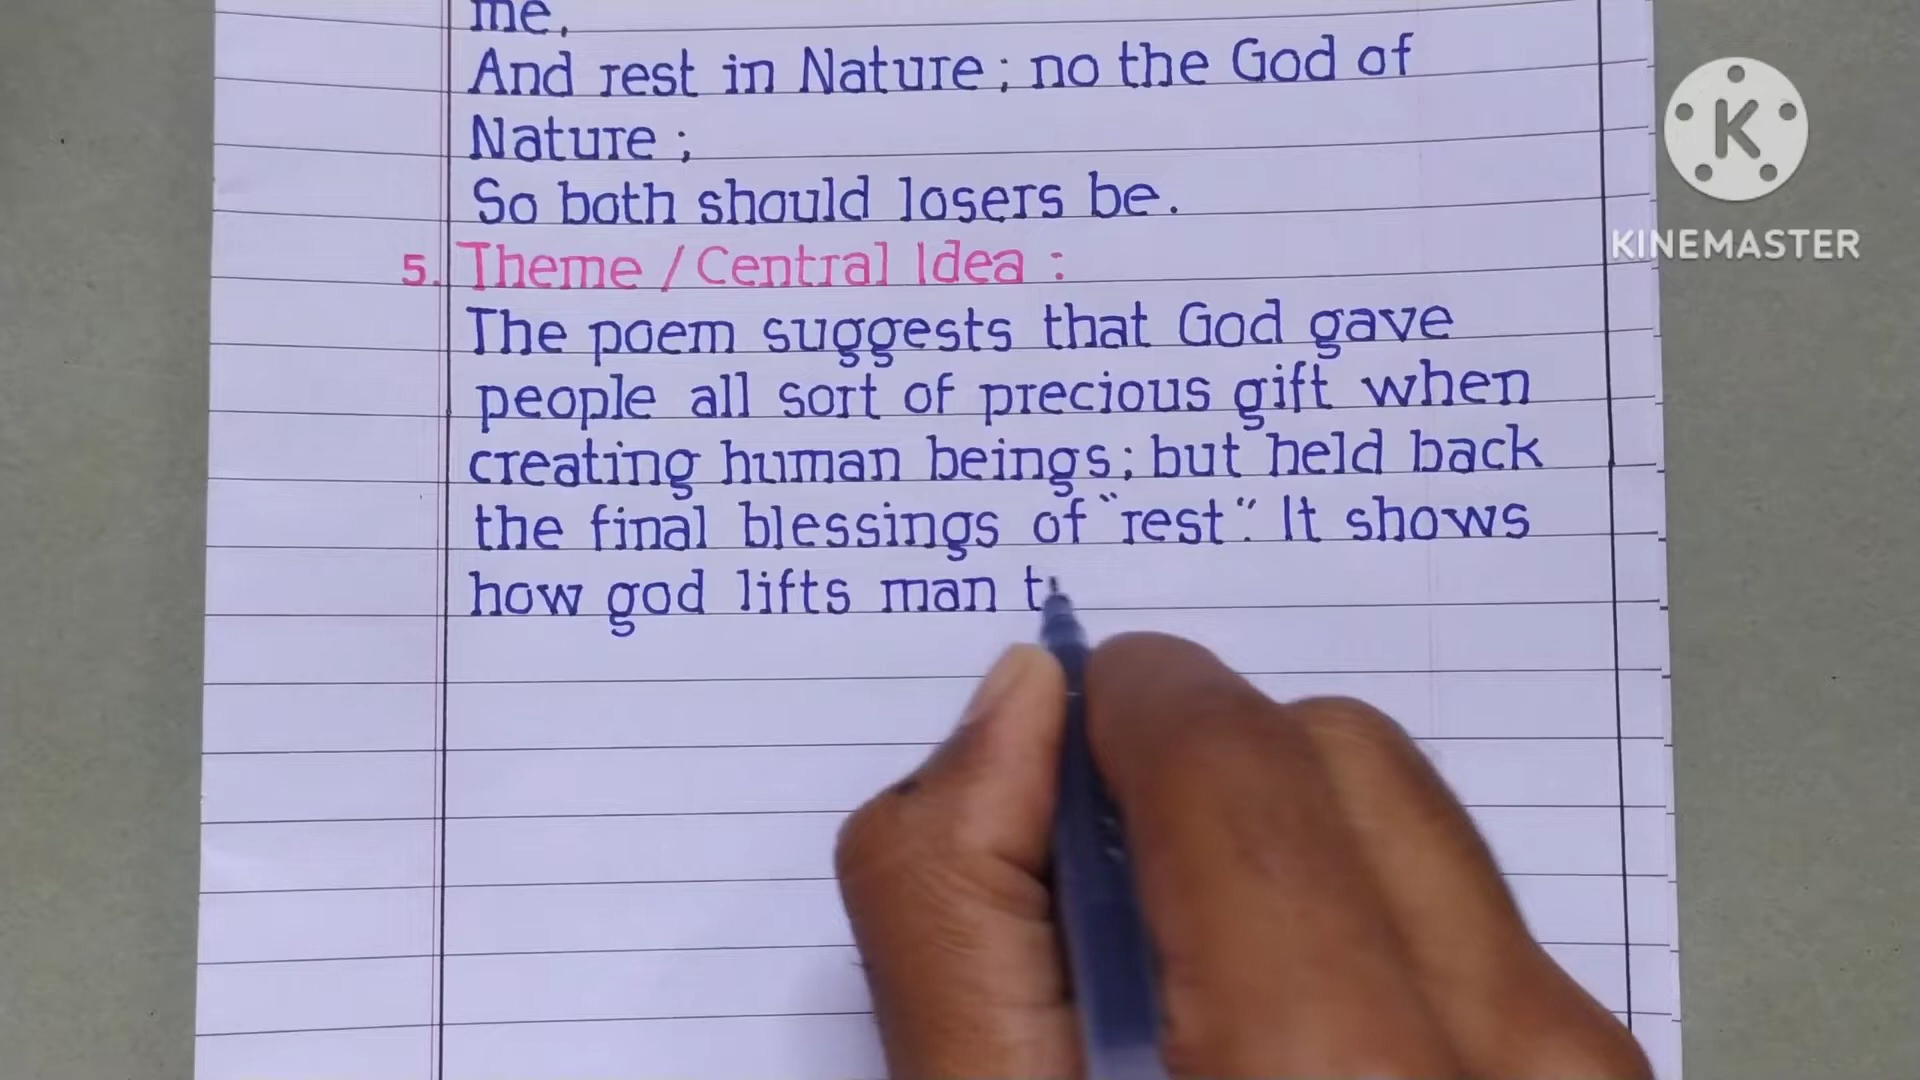 me,
And rest in Nature; no the God of
Nature;
So both should losers be.
5. Theme / Central Idea :
The poem suggests that God gave
people all sort of precious gift when
creating human beings; but held back
the final blessings of "rest". It shows
how god lifts man t
K
KINEMASTER